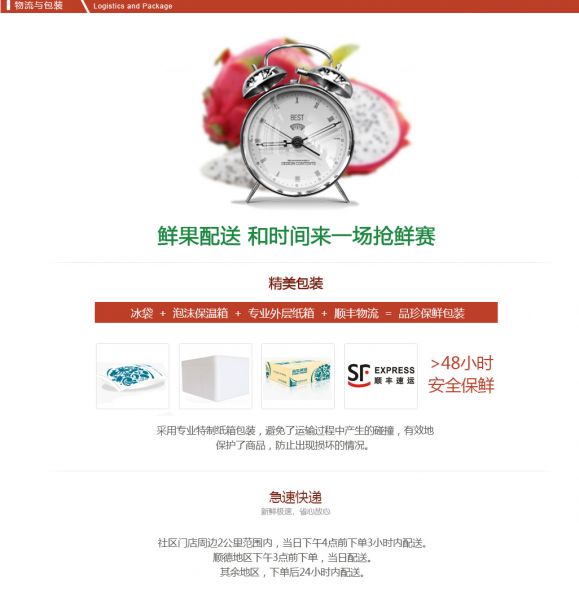 物流与包装 Logistics and Package
BEST
DESIGN CONTENTS
鲜果配送 和时间来一场抢鲜赛
精美包装
冰袋 + 泡沫保温箱 + 专业外层纸箱 + 顺丰物流 = 品珍保鲜包装
SF EXPRESS
顺丰速运
>48小时
安全保鲜
采用专业特制纸箱包装，避免了运输过程中产生的碰撞，有效地
保护了商品，防止出现损坏的情况。
急速快递
新鲜极速、省心放心
社区门店周边2公里范围内，当日下午4点前下单3小时内配送。
顺德地区下午3点前下单，当日配送。
其余地区，下单后24小时内配送。